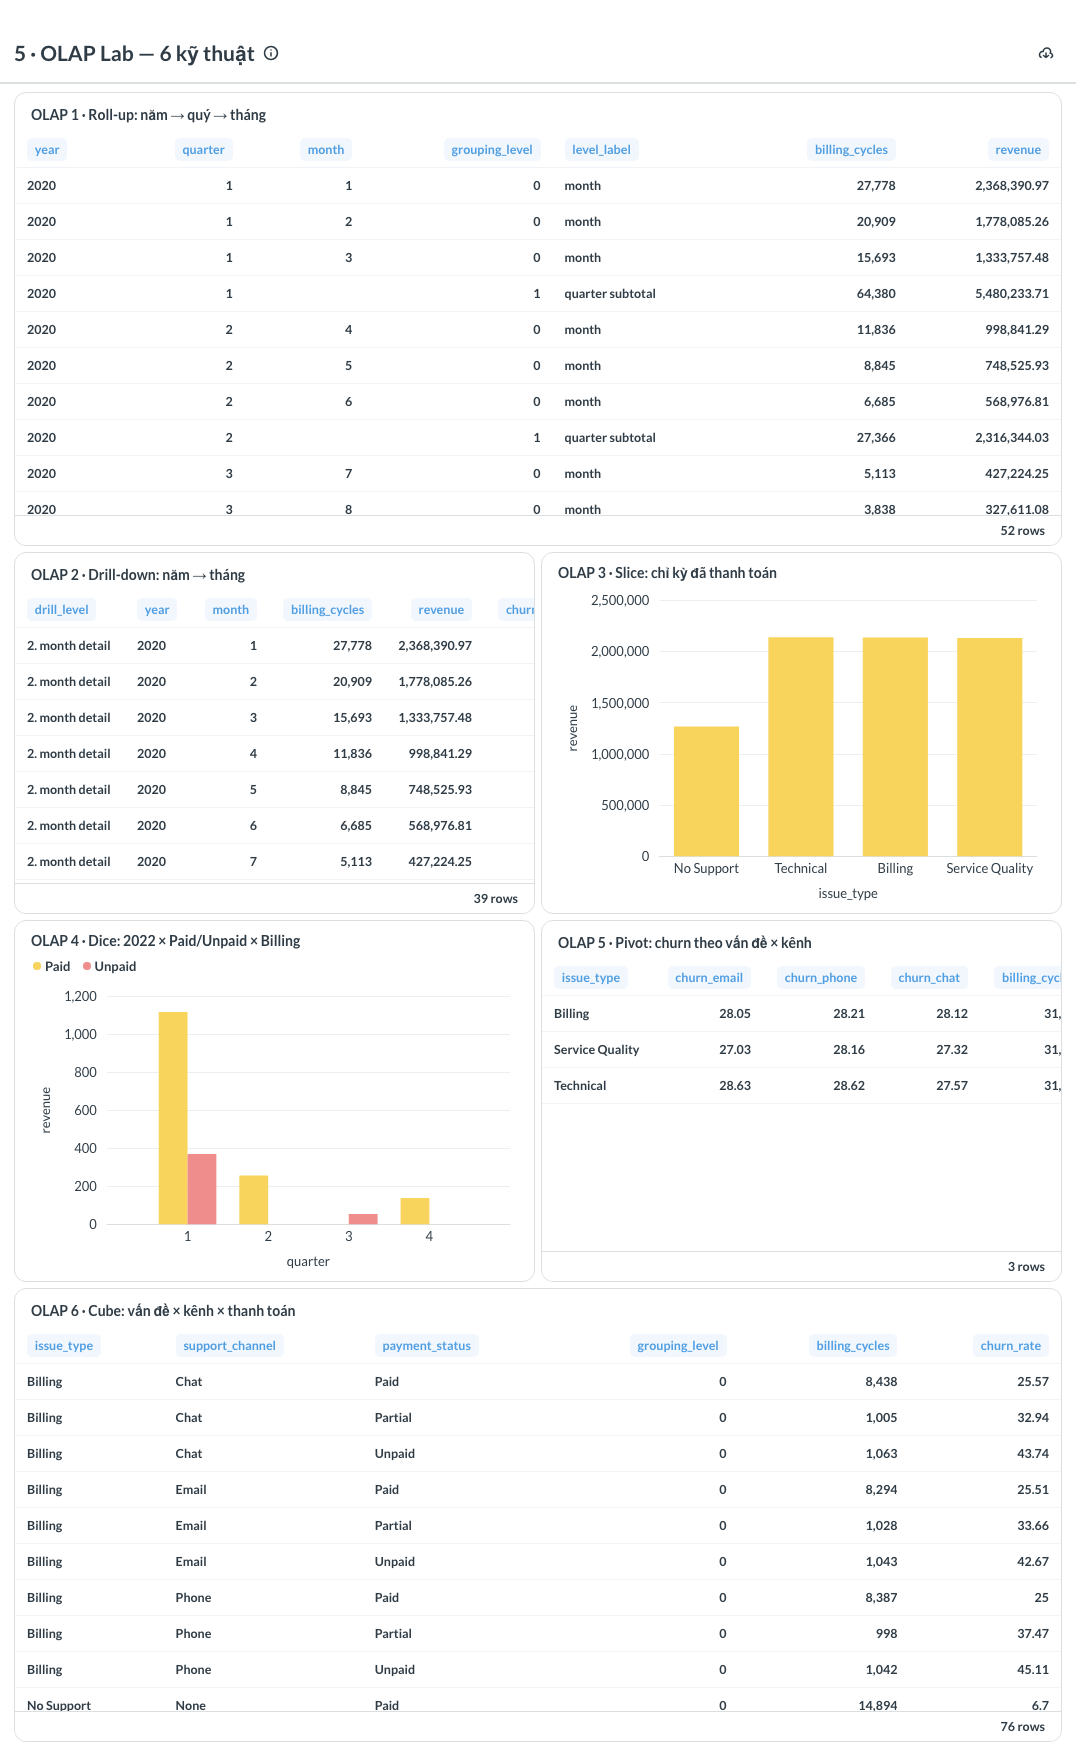 5 · OLAP Lab — 6 kỹ thuật
OLAP 1 · Roll-up: năm → quý → tháng
year quarter month grouping_level level_label billing_cycles revenue
2020 1 1 0 month 27,778 2,368,390.97
2020 1 2 0 month 20,909 1,778,085.26
2020 1 3 0 month 15,693 1,333,757.48
2020 1 1 quarter subtotal 64,380 5,480,233.71
2020 2 4 0 month 11,836 998,841.29
2020 2 5 0 month 8,845 748,525.93
2020 2 6 0 month 6,685 568,976.81
2020 2 1 quarter subtotal 27,366 2,316,344.03
2020 3 7 0 month 5,113 427,224.25
2020 3 8 0 month 3,838 327,611.08
52 rows
OLAP 2 · Drill-down: năm → tháng
drill_level year month billing_cycles revenue churn
2. month detail 2020 1 27,778 2,368,390.97
2. month detail 2020 2 20,909 1,778,085.26
2. month detail 2020 3 15,693 1,333,757.48
2. month detail 2020 4 11,836 998,841.29
2. month detail 2020 5 8,845 748,525.93
2. month detail 2020 6 6,685 568,976.81
2. month detail 2020 7 5,113 427,224.25
39 rows
OLAP 3 · Slice: chỉ kỳ đã thanh toán
2,500,000
2,000,000
1,500,000
1,000,000
500,000
0
revenue
No Support Technical Billing Service Quality
issue_type
OLAP 4 · Dice: 2022 × Paid/Unpaid × Billing
Paid Unpaid
1,200
1,000
800
600
400
200
0
revenue
1 2 3 4
quarter
OLAP 5 · Pivot: churn theo vấn đề × kênh
issue_type churn_email churn_phone churn_chat billing_cycl
Billing 28.05 28.21 28.12 31,
Service Quality 27.03 28.16 27.32 31,
Technical 28.63 28.62 27.57 31,
3 rows
OLAP 6 · Cube: vấn đề × kênh × thanh toán
issue_type support_channel payment_status grouping_level billing_cycles churn_rate
Billing Chat Paid 0 8,438 25.57
Billing Chat Partial 0 1,005 32.94
Billing Chat Unpaid 0 1,063 43.74
Billing Email Paid 0 8,294 25.51
Billing Email Partial 0 1,028 33.66
Billing Email Unpaid 0 1,043 42.67
Billing Phone Paid 0 8,387 25
Billing Phone Partial 0 998 37.47
Billing Phone Unpaid 0 1,042 45.11
No Support None Paid 0 14,894 6.7
76 rows